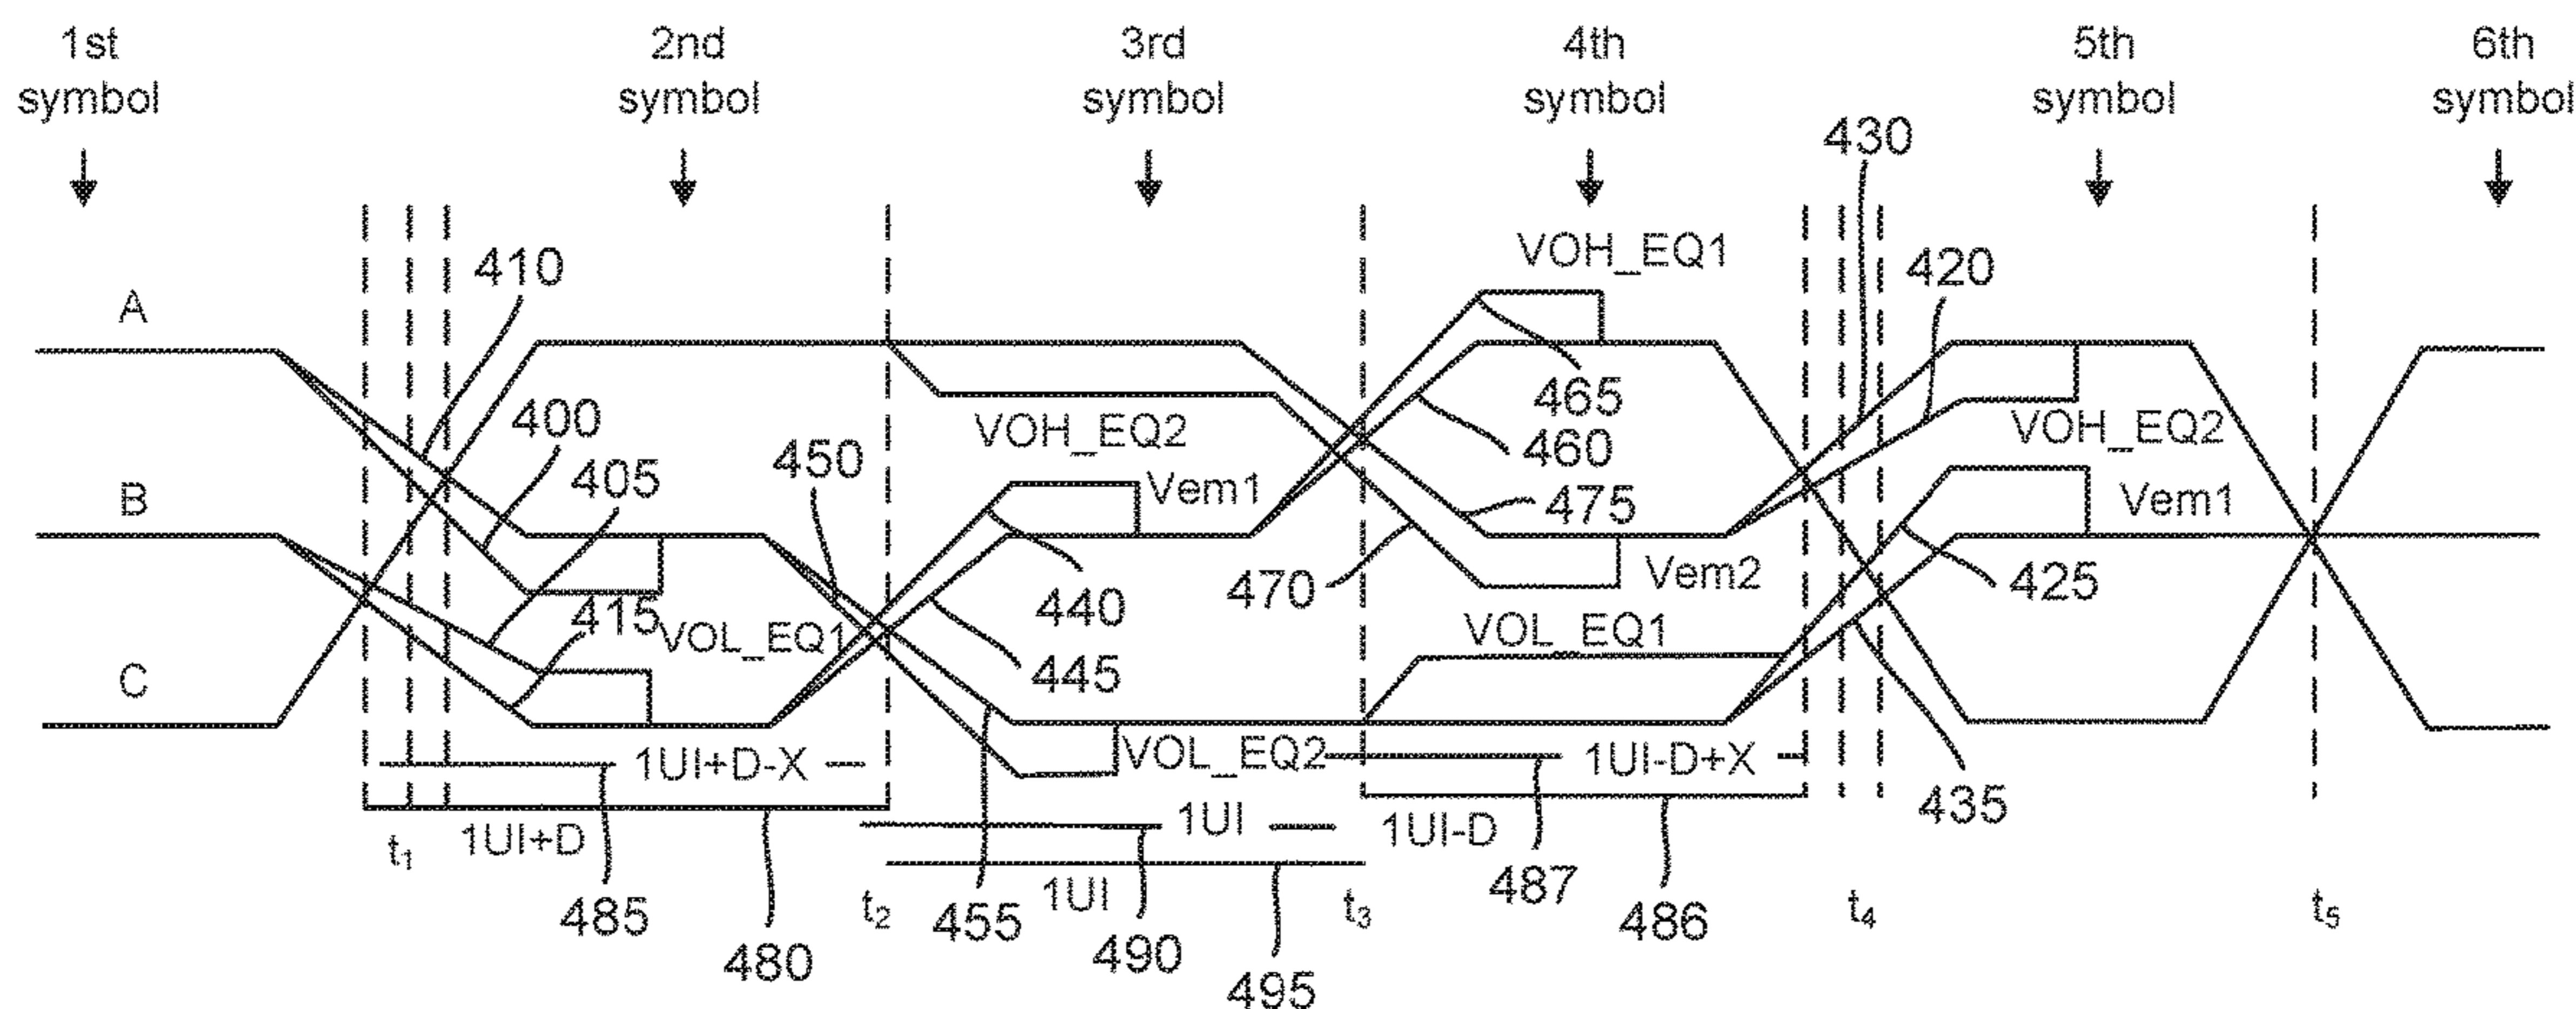 1st symbol
2nd symbol
3rd symbol
4th symbol
5th symbol
6th symbol
430
VOH_EQ1
410
420
A
400
465
VOH_EQ2
VOH_EQ2
460
450
405
Vem1
475
Vem1
B
440
470
Vem2
425
415
VOL_EQ1
VOL_EQ1
445
C
1UI+D-X
VOL_EQ2
1UI-D+X
435
1UI+D
1UI
1UI-D
t1
487
1UI
485
t2
455
t3
486
t4
t5
480
490
495